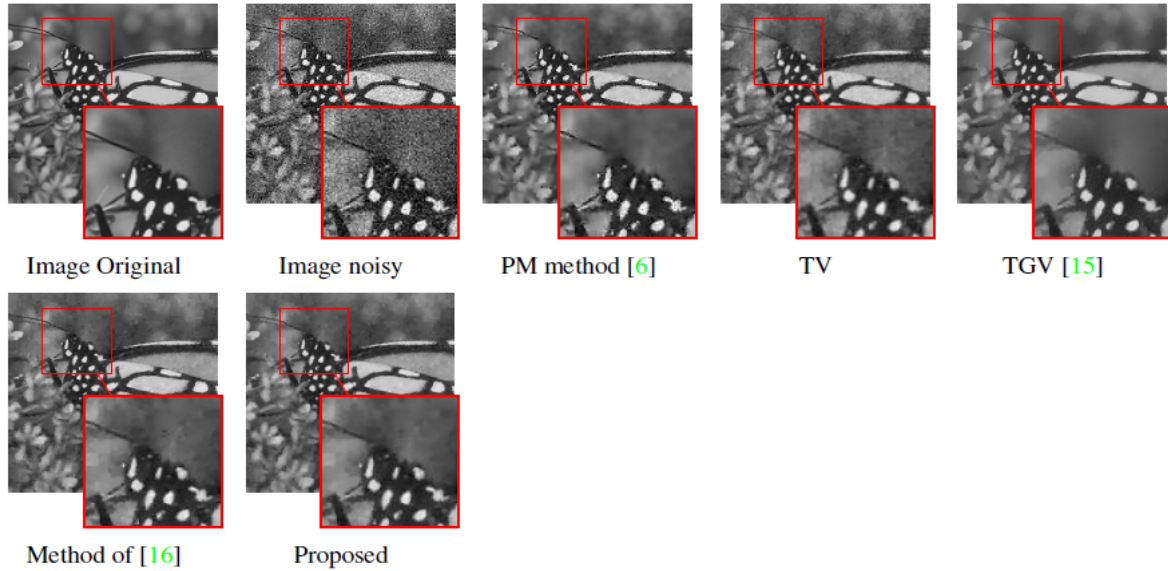 Image Original
Image noisy
PM method [6]
TV
TGV [15]
Method of [16]
Proposed